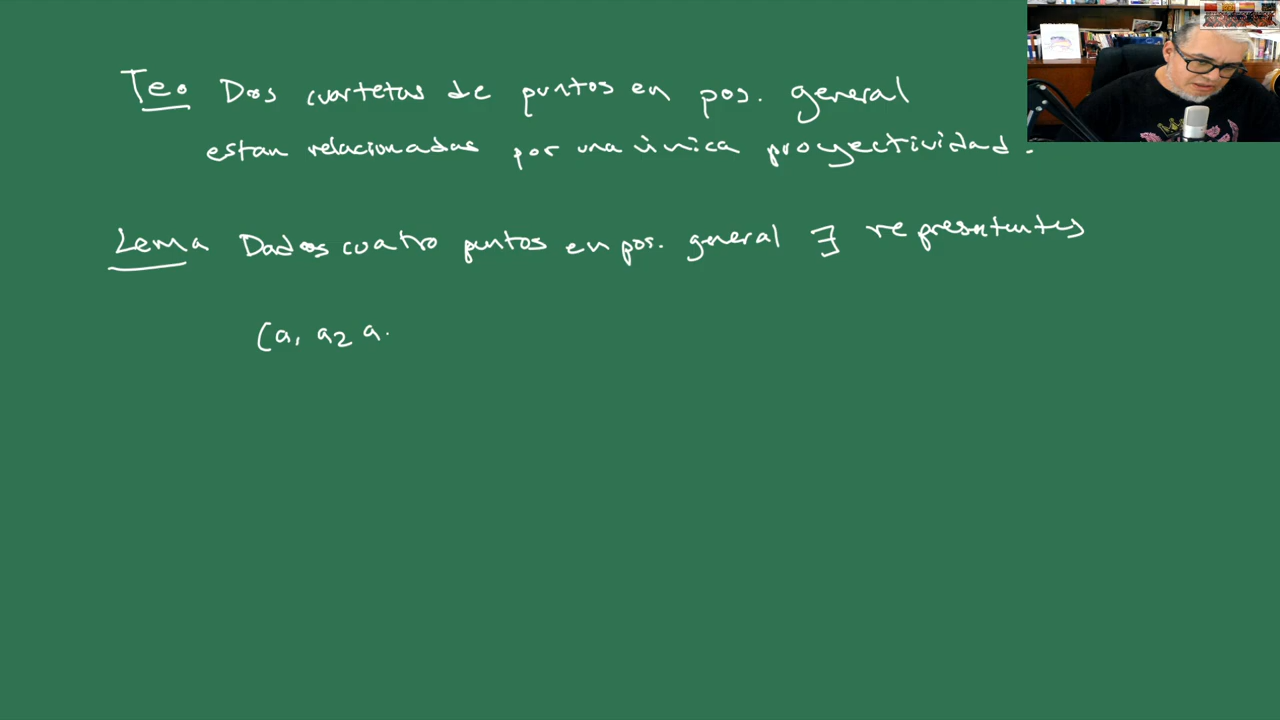 Teo Dos cuartetas de puntos en pos. general
estan relacionadas por una única proyectividad.
Lema Dados cuatro puntos en pos. general ∃ representantes
(a₁ a₂ a